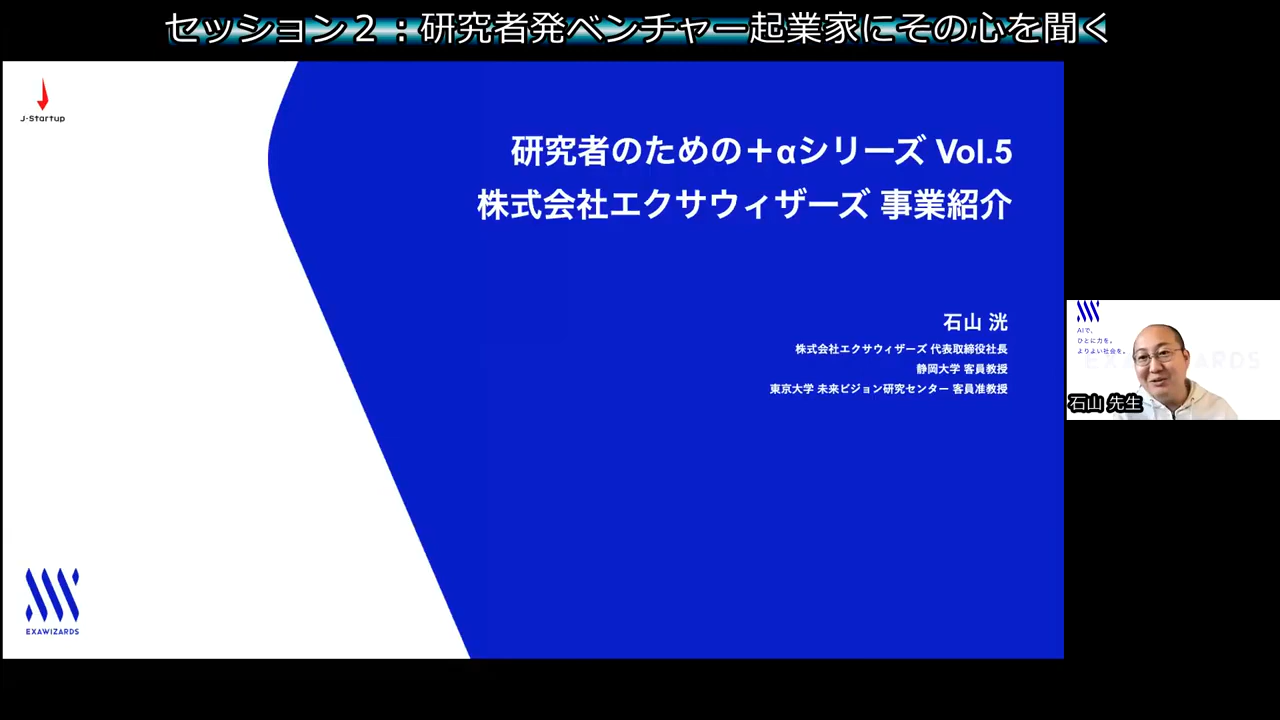 セッション２：研究者発ベンチャー起業家にその心を聞く
J-Startup
研究者のための＋αシリーズ Vol.5
株式会社エクサウィザーズ 事業紹介
石山 洸
株式会社エクサウィザーズ 代表取締役社長
静岡大学 客員教授
東京大学 未来ビジョン研究センター 客員准教授
EXAWIZARDS
AIで、
ひとに力を。
よりよい社会を。
EXAWIZARDS
石山 先生